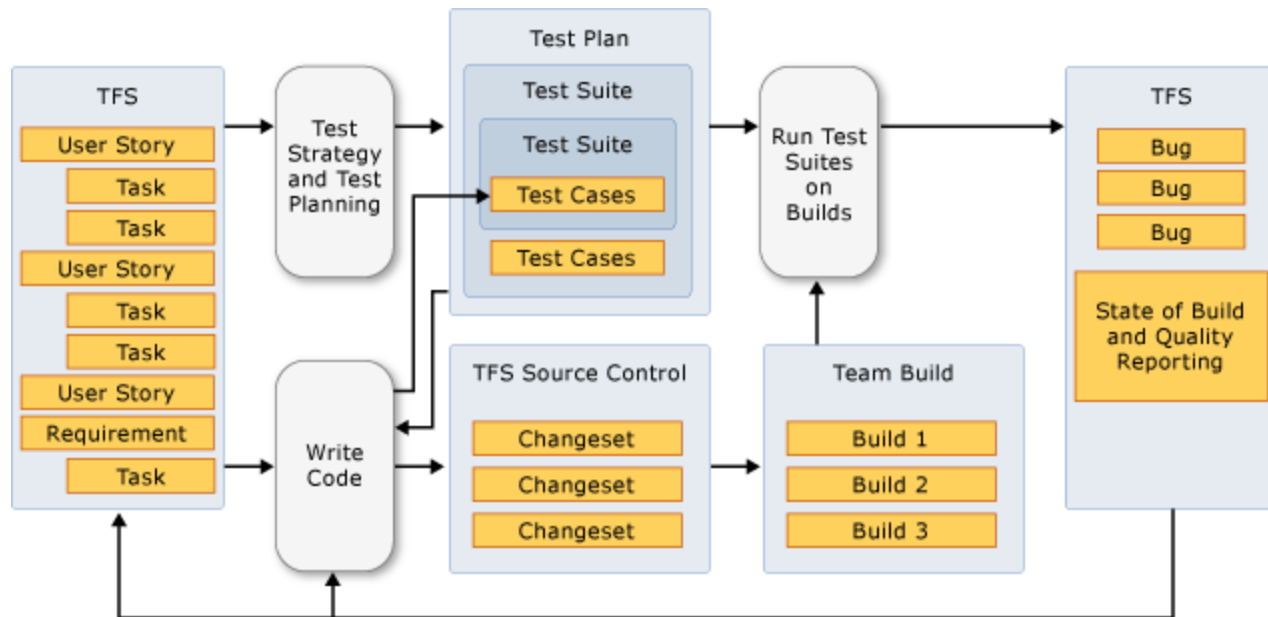 TFS
User Story
Task
Task
User Story
Task
Task
User Story
Requirement
Task
Test
Strategy
and Test
Planning
Write
Code
Test Plan
Test Suite
Test Suite
Test Cases
Test Cases
TFS Source Control
Changeset
Changeset
Changeset
Run Test
Suites
on
Builds
Team Build
Build 1
Build 2
Build 3
TFS
Bug
Bug
Bug
State of Build
and Quality
Reporting